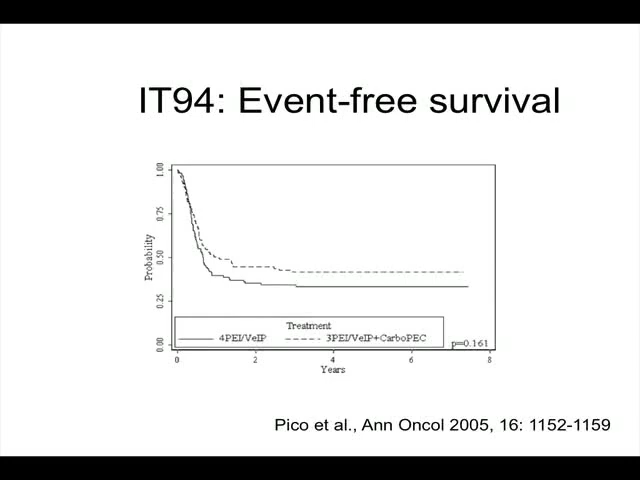 IT94: Event-free survival
1.00
0.75
0.50
0.25
0.00
Probability
Treatment
4PEI/VeIP 3PEI/VeIP+CarboPEC
p=0.161
0 2 4 6 8
Years
Pico et al., Ann Oncol 2005, 16: 1152-1159